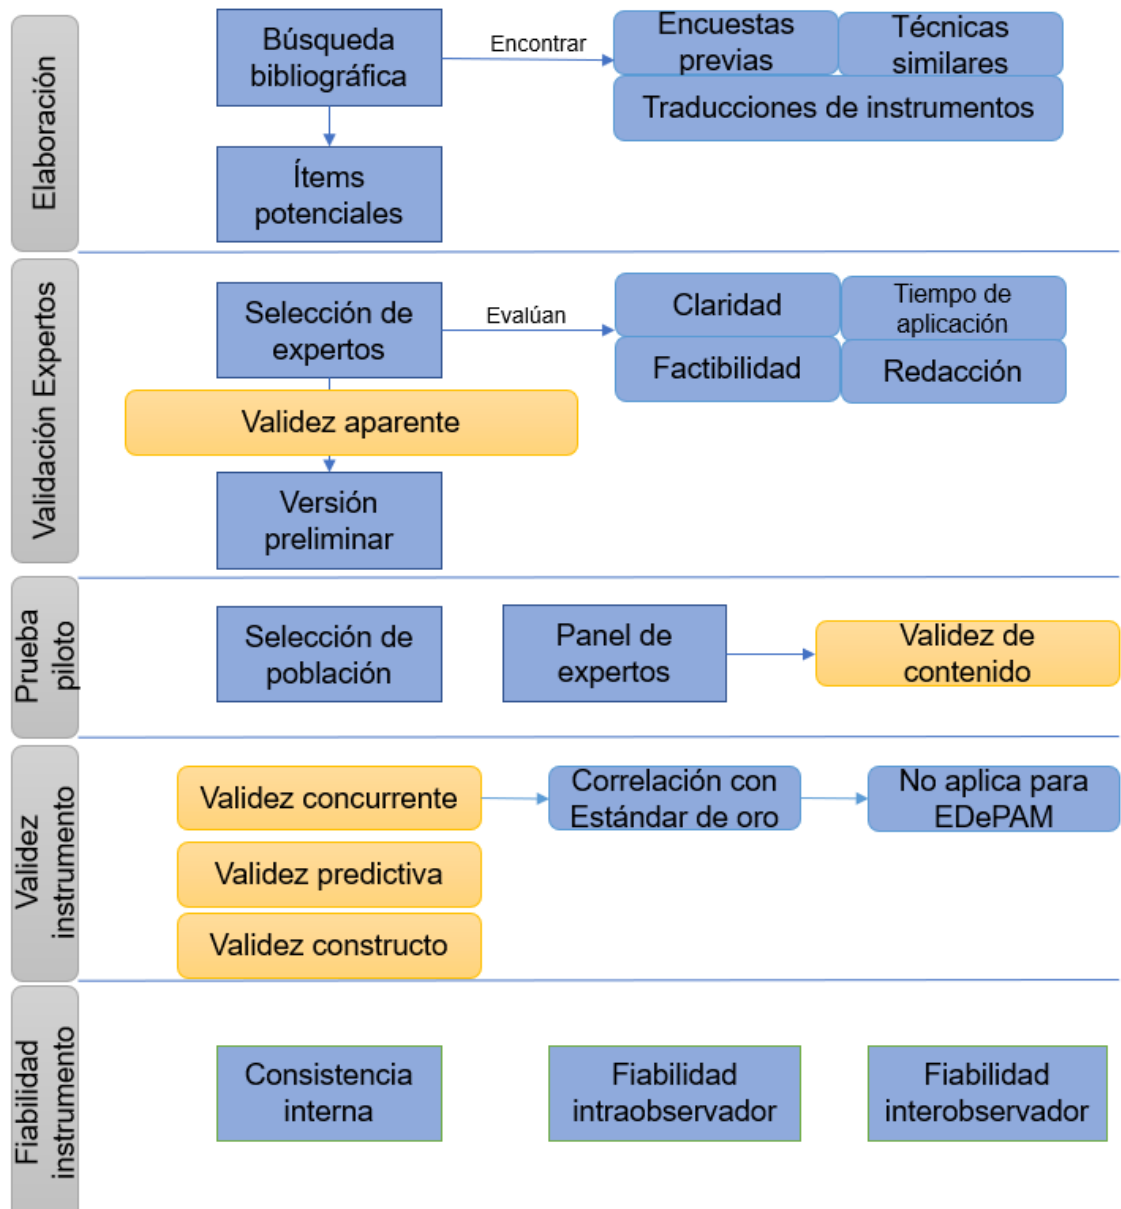 Elaboración
Búsqueda
bibliográfica
Encontrar
Encuestas
previas
Técnicas
similares
Traducciones de instrumentos
Ítems
potenciales
Validación Expertos
Selección de
expertos
Evalúan
Claridad
Tiempo de
aplicación
Factibilidad
Redacción
Validez aparente
Versión
preliminar
Prueba
piloto
Selección de
población
Panel de
expertos
Validez de
contenido
Validez
instrumento
Validez concurrente
Correlación con
Estándar de oro
No aplica para
EDePAM
Validez predictiva
Validez constructo
Fiabilidad
instrumento
Consistencia
interna
Fiabilidad
intraobservador
Fiabilidad
interobservador